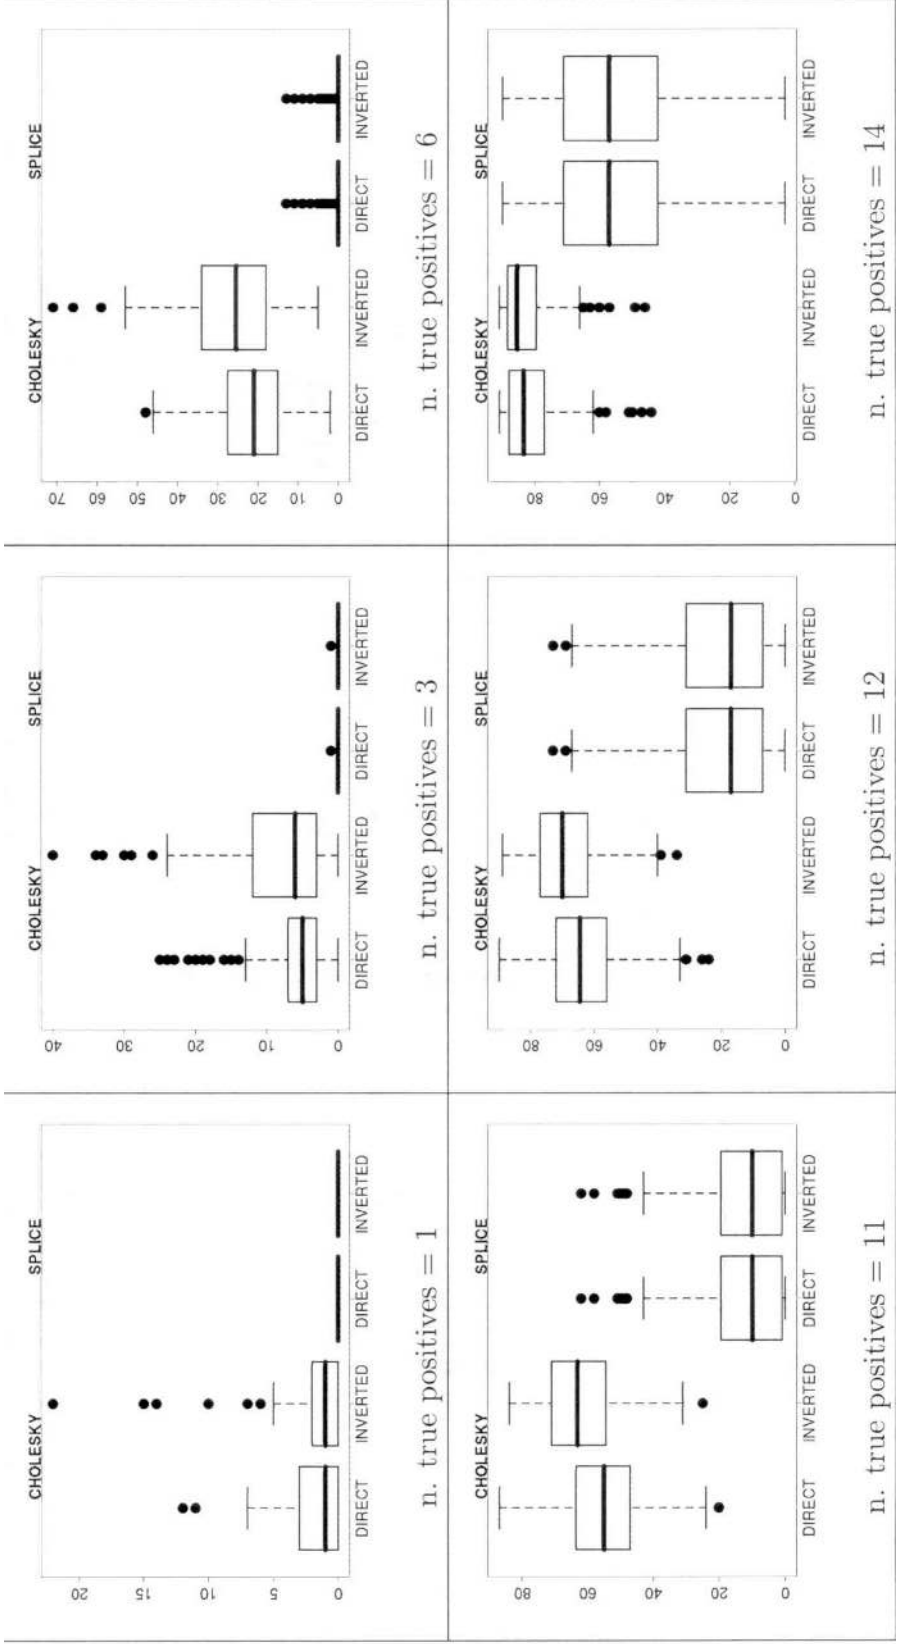 CHOLESKY SPLICE
20
15
10
5
0
DIRECT INVERTED DIRECT INVERTED
n. true positives = 1
CHOLESKY SPLICE
40
30
20
10
0
DIRECT INVERTED DIRECT INVERTED
n. true positives = 3
CHOLESKY SPLICE
70
60
50
40
30
20
10
0
DIRECT INVERTED DIRECT INVERTED
n. true positives = 6
CHOLESKY SPLICE
80
60
40
20
0
DIRECT INVERTED DIRECT INVERTED
n. true positives = 11
CHOLESKY SPLICE
80
60
40
20
0
DIRECT INVERTED DIRECT INVERTED
n. true positives = 12
CHOLESKY SPLICE
80
60
40
20
0
DIRECT INVERTED DIRECT INVERTED
n. true positives = 14